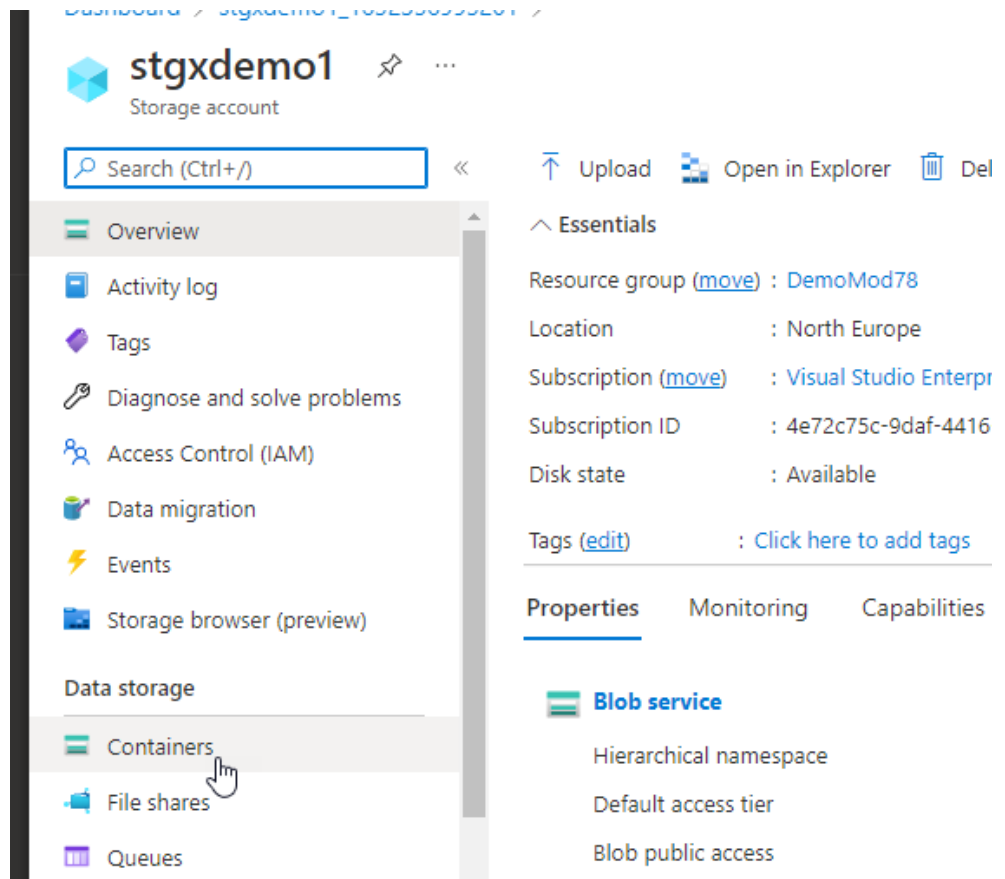 stgxdemo1
Storage account
Search (Ctrl+/)
Overview
Activity log
Tags
Diagnose and solve problems
Access Control (IAM)
Data migration
Events
Storage browser (preview)
Data storage
Containers
File shares
Queues
Upload Open in Explorer Del
Essentials
Resource group (move) : DemoMod78
Location : North Europe
Subscription (move) : Visual Studio Enterpr
Subscription ID : 4e72c75c-9daf-4416
Disk state : Available
Tags (edit) : Click here to add tags
Properties Monitoring Capabilities
Blob service
Hierarchical namespace
Default access tier
Blob public access